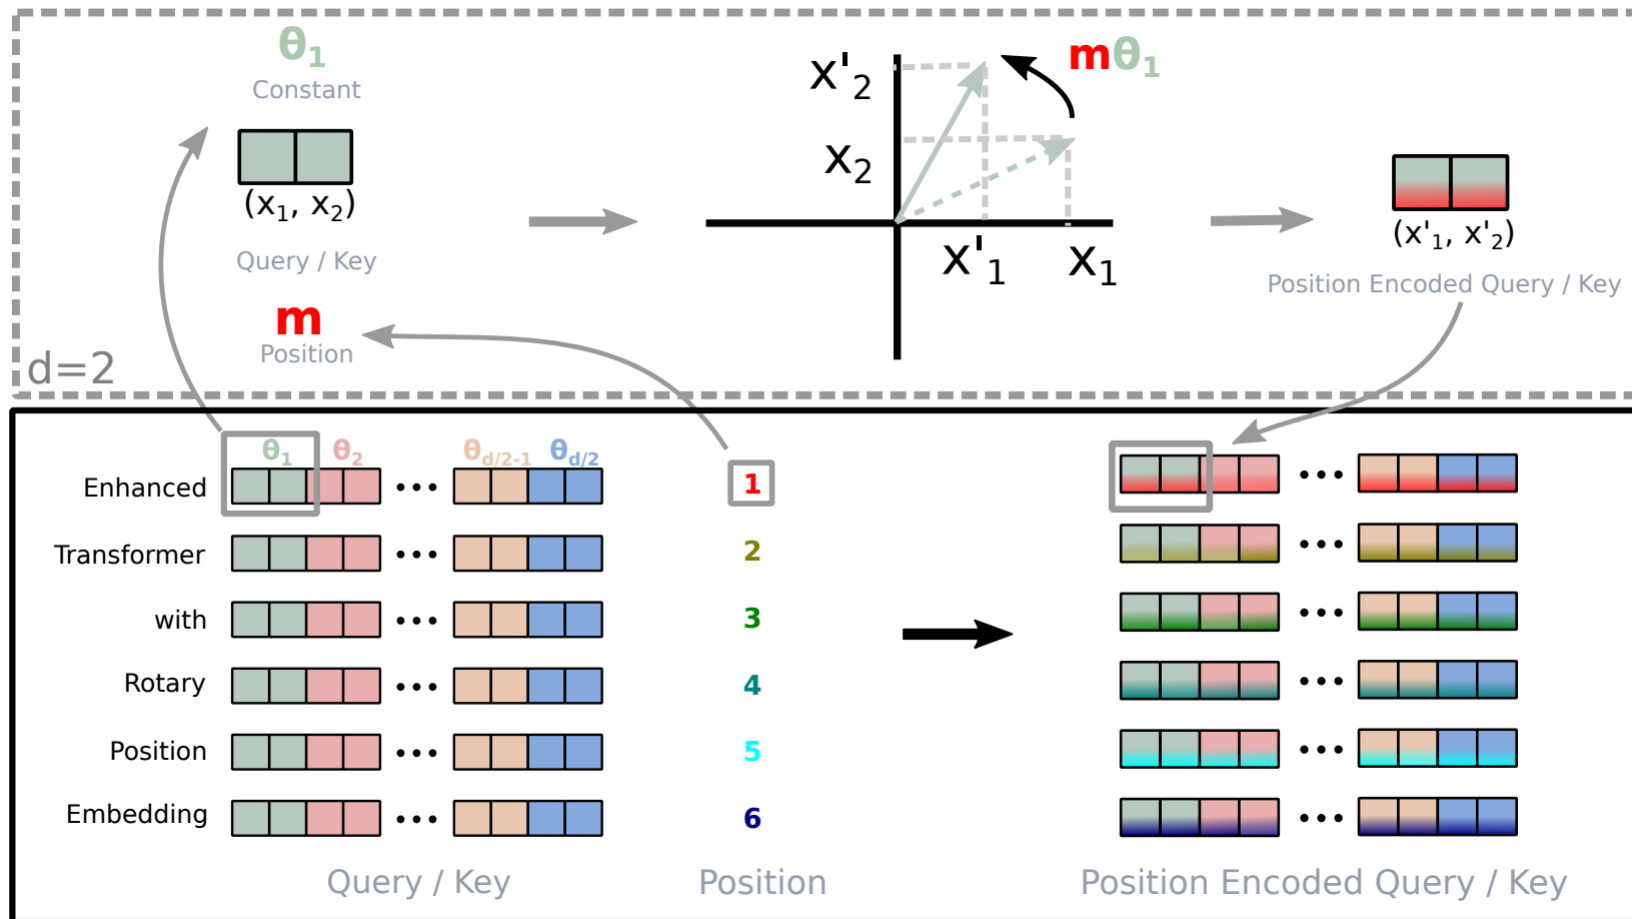 θ₁
Constant
(x₁, x₂)
Query / Key
m
Position
d=2
x'₂
x₂
x'₁
x₁
mθ₁
(x'₁, x'₂)
Position Encoded Query / Key
θ₁ θ₂ θd/2-1 θd/2
Enhanced 1
Transformer 2
with 3
Rotary 4
Position 5
Embedding 6
Query / Key Position Position Encoded Query / Key